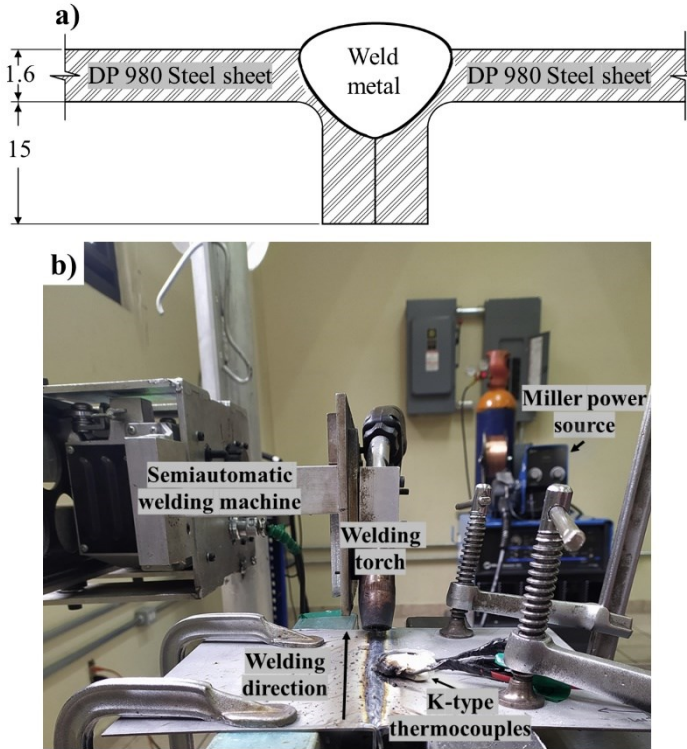 a)
Weld
metal
1.6
DP 980 Steel sheet
DP 980 Steel sheet
15
b)
Miller power
source
Semiautomatic
welding machine
Welding
torch
Welding
direction
K-type
thermocouples